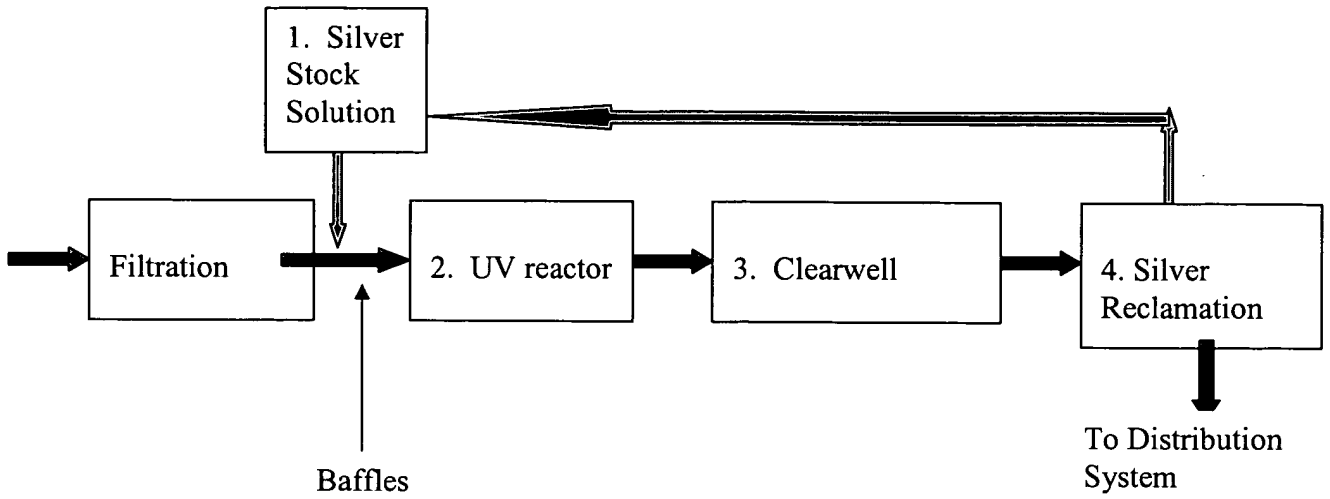 1. Silver
Stock
Solution
Filtration
2. UV reactor
3. Clearwell
4. Silver
Reclamation
Baffles
To Distribution
System